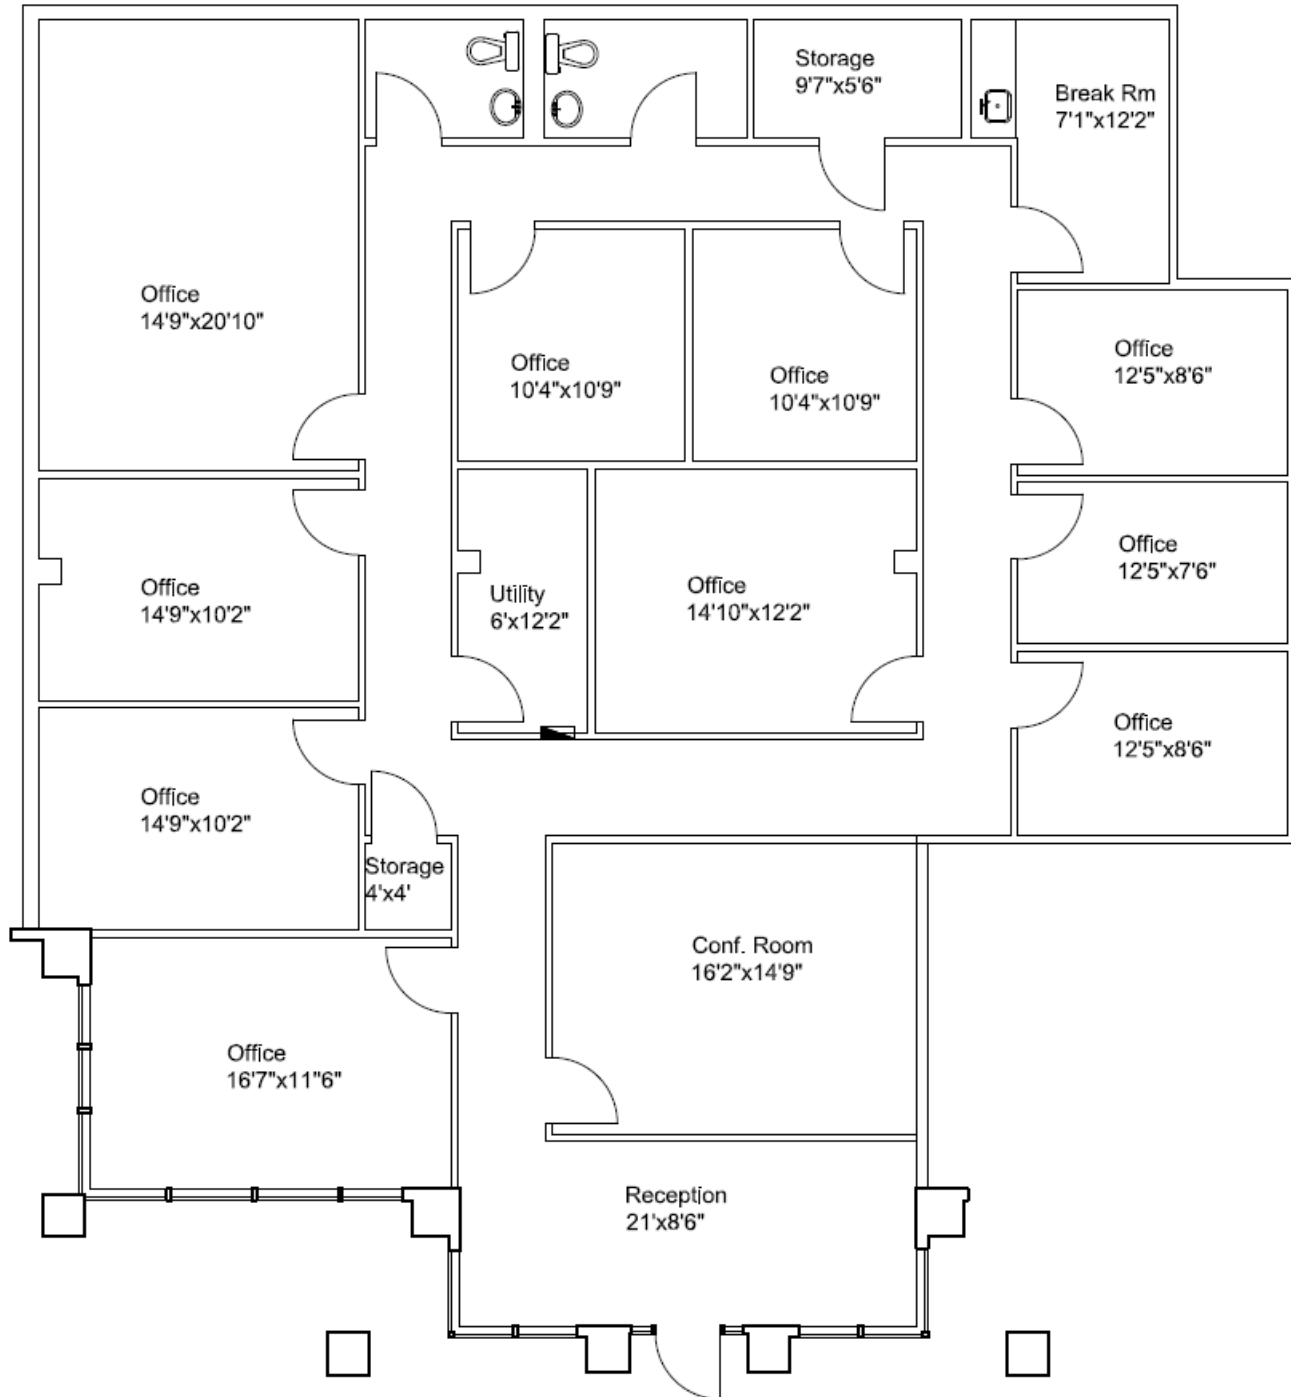 Storage
9'7"x5'6"
Break Rm
7'1"x12'2"
Office
14'9"x20'10"
Office
10'4"x10'9"
Office
10'4"x10'9"
Office
12'5"x8'6"
Office
12'5"x7'6"
Office
14'9"x10'2"
Utility
6'x12'2"
Office
14'10"x12'2"
Office
12'5"x8'6"
Office
14'9"x10'2"
Storage
4'x4'
Conf. Room
16'2"x14'9"
Office
16'7"x11"6"
Reception
21'x8'6"